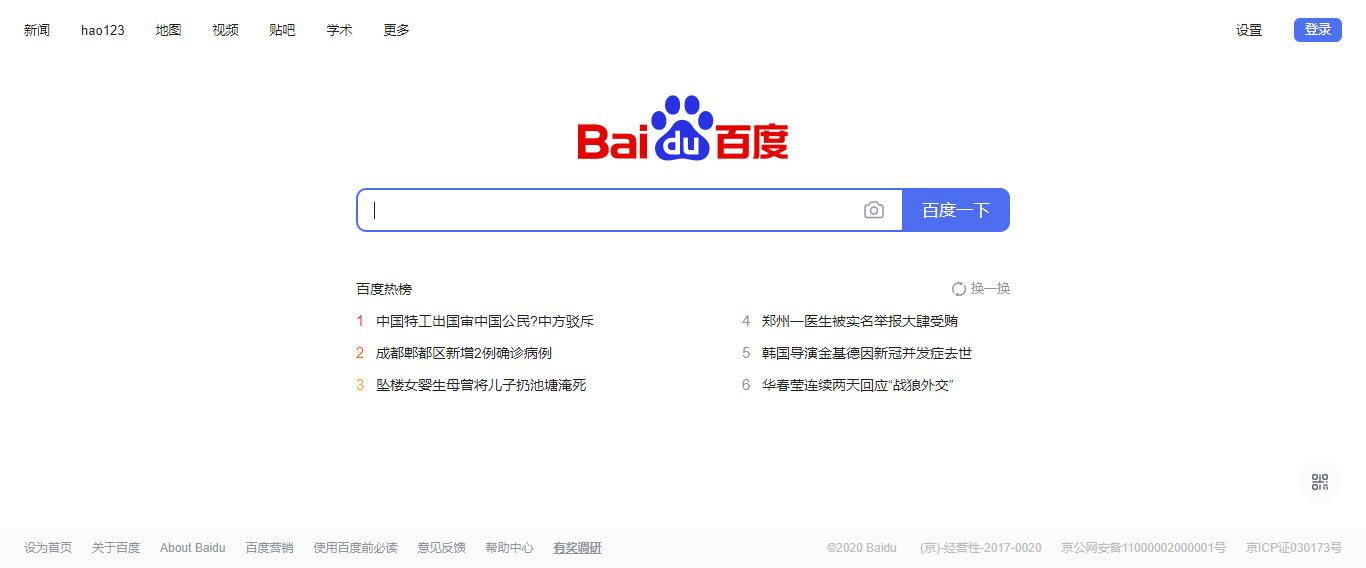 新闻 hao123 地图 视频 贴吧 学术 更多 设置 登录
Baidu百度
百度一下
百度热榜 换一换
1 中国特工出国审中国公民?中方驳斥
2 成都郫都区新增2例确诊病例
3 坠楼女婴生母曾将儿子扔池塘淹死
4 郑州一医生被实名举报大肆受贿
5 韩国导演金基德因新冠并发症去世
6 华春莹连续两天回应“战狼外交”
设为首页 关于百度 About Baidu 百度营销 使用百度前必读 意见反馈 帮助中心 有奖调研 ©2020 Baidu (京)-经营性-2017-0020 京公网安备11000002000001号 京ICP证030173号